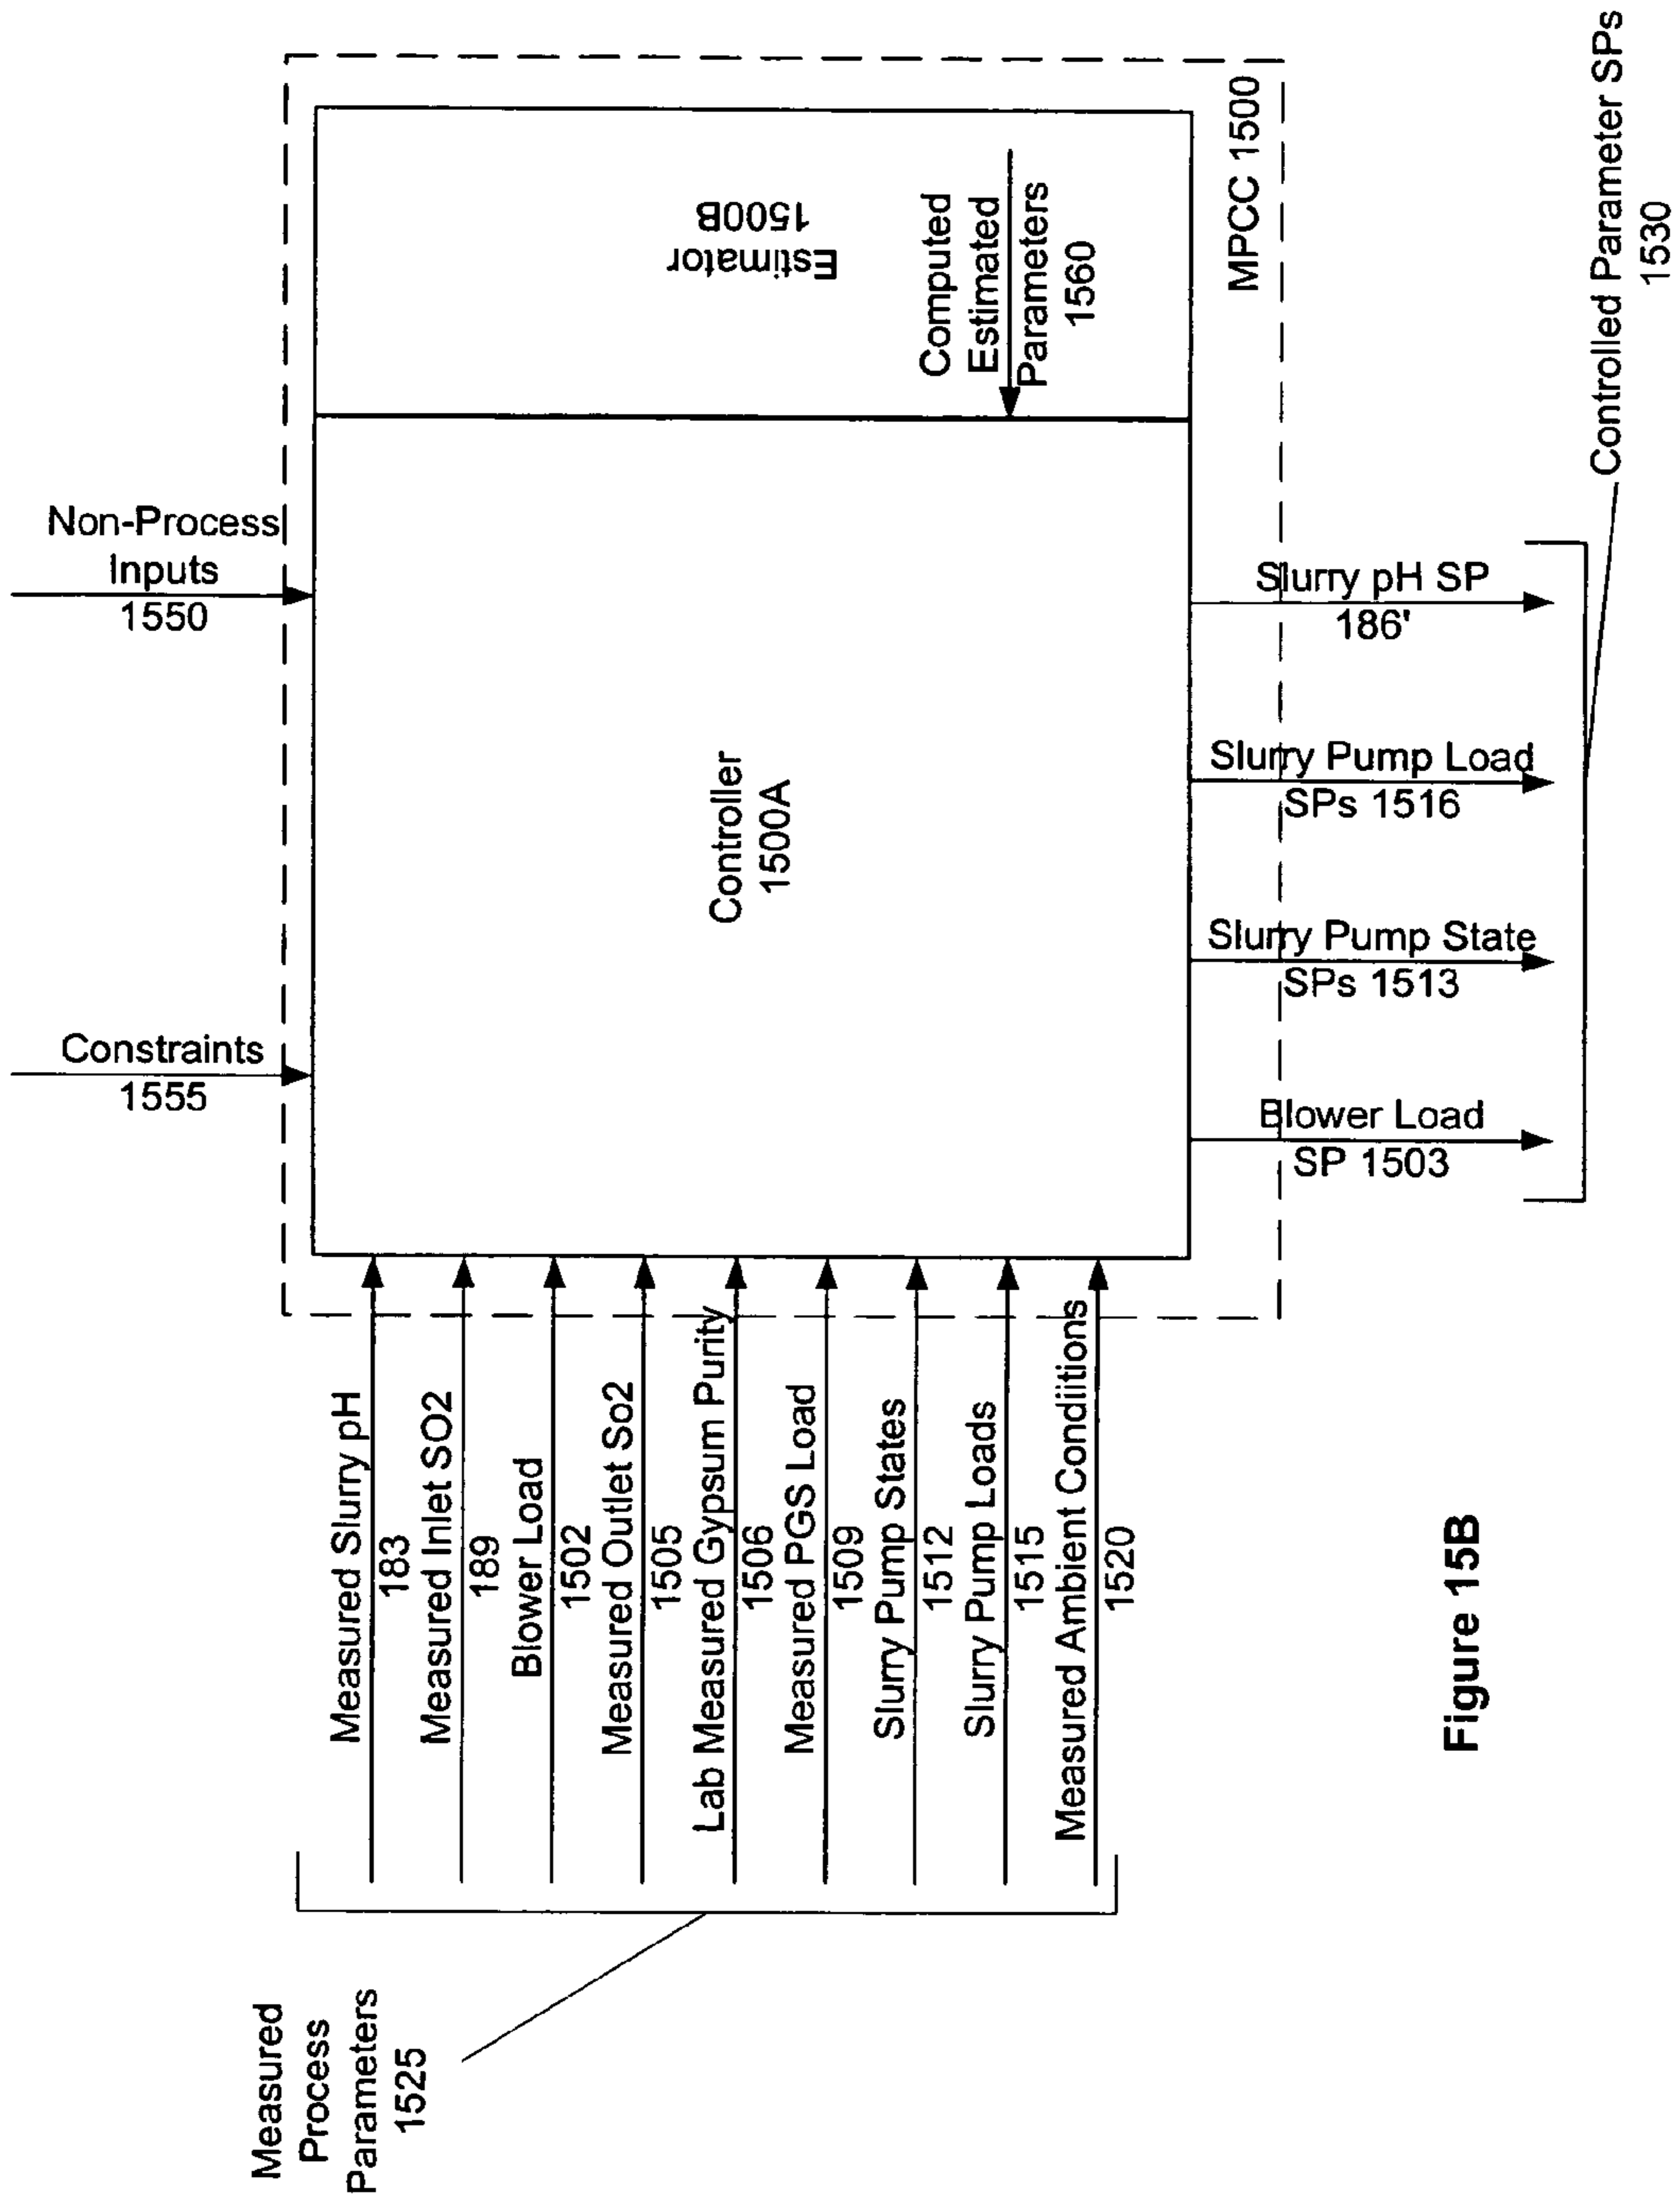 Non-Process
Inputs
1550
Constraints
1555
Estimator
1500B
Computed
Estimated
Parameters
1560
MPCC 1500
Controller
1500A
Slurry pH SP
186'
Slurry Pump Load
SPs 1516
Slurry Pump State
SPs 1513
Blower Load
SP 1503
Controlled Parameter SPs
1530
Measured Slurry pH
183
Measured Inlet SO2
189
Blower Load
1502
Measured Outlet So2
1505
Lab Measured Gypsum Purity
1506
Measured PGS Load
1509
Slurry Pump States
1512
Slurry Pump Loads
1515
Measured Ambient Conditions
1520
Measured
Process
Parameters
1525
Figure 15B